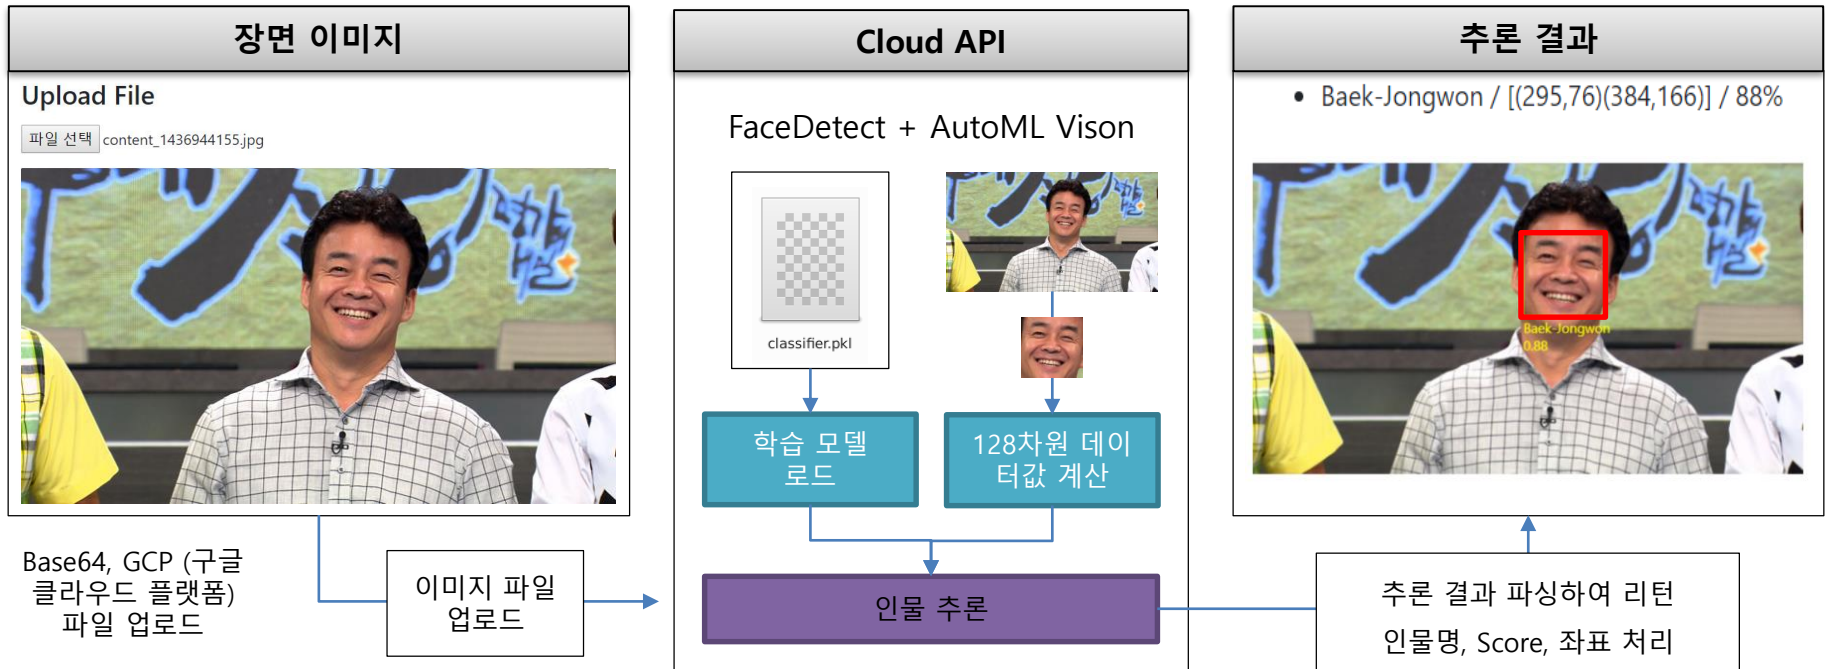 장면 이미지
Upload File
파일 선택 content_1436944155.jpg
Base64, GCP (구글
클라우드 플랫폼)
파일 업로드
이미지 파일
업로드
Cloud API
FaceDetect + AutoML Vison
classifier.pkl
학습 모델
로드
128차원 데이
터값 계산
인물 추론
추론 결과
• Baek-Jongwon / [(295,76)(384,166)] / 88%
Baek-Jongwon
0.88
추론 결과 파싱하여 리턴
인물명, Score, 좌표 처리